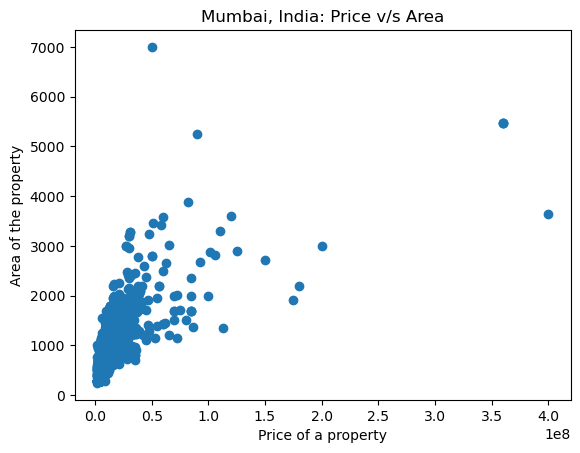 Mumbai, India: Price v/s Area
7000
6000
5000
4000
3000
2000
1000
0
Area of the property
0.0 0.5 1.0 1.5 2.0 2.5 3.0 3.5 4.0
1e8
Price of a property